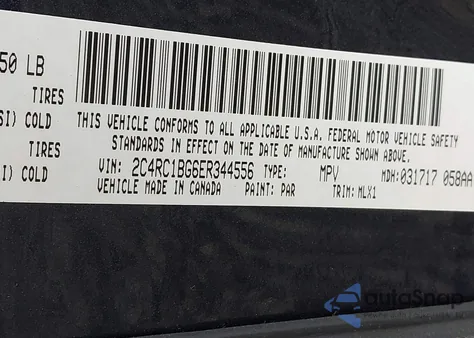 50 LB
TIRES
SI) COLD
TIRES
I) COLD
THIS VEHICLE CONFORMS TO ALL APPLICABLE U.S.A. FEDERAL MOTOR VEHICLE SAFETY
STANDARDS IN EFFECT ON THE DATE OF MANUFACTURE SHOWN ABOVE.
VIN: 2C4RC1BG6ER344556 TYPE: MPV MDH: 031717 058AA
VEHICLE MADE IN CANADA PAINT: PAR TRIM: MLX1
autoSnap